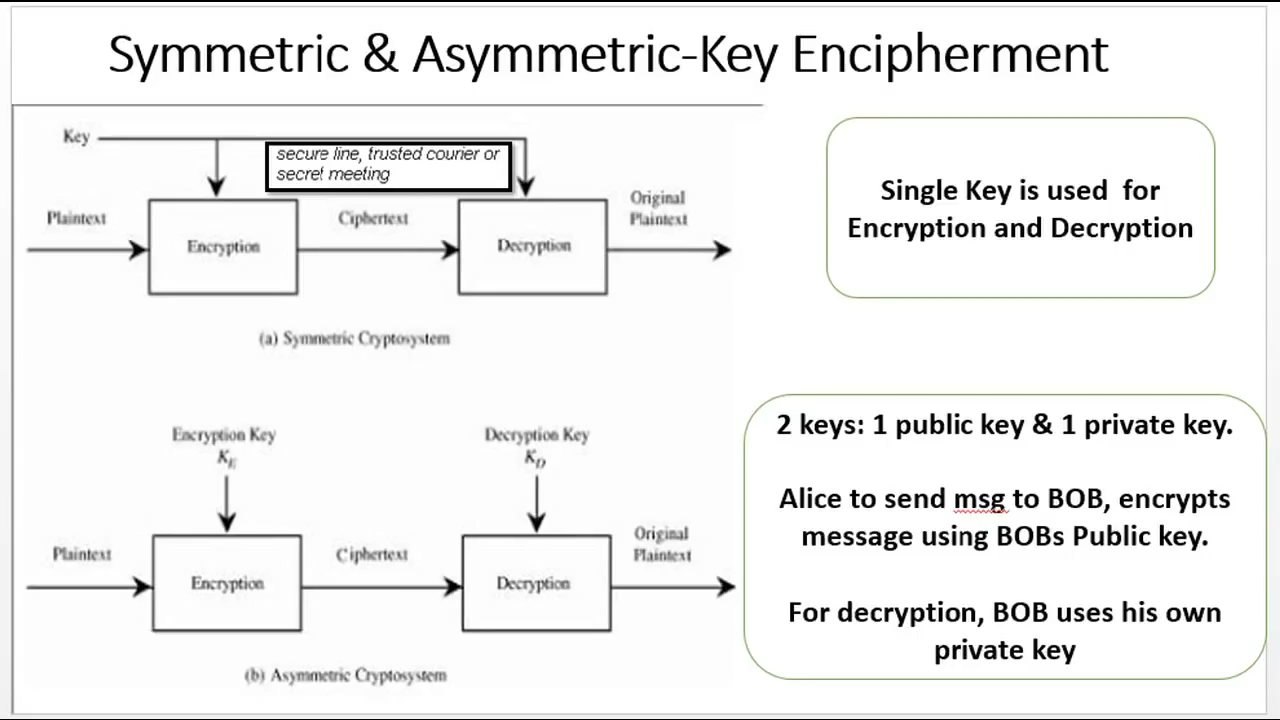 Symmetric & Asymmetric-Key Encipherment
Key
secure line, trusted courier or
secret meeting
Plaintext
Encryption
Ciphertext
Decryption
Original
Plaintext
(a) Symmetric Cryptosystem
Single Key is used for
Encryption and Decryption
Encryption Key
KE
Decryption Key
KD
Plaintext
Encryption
Ciphertext
Decryption
Original
Plaintext
(b) Asymmetric Cryptosystem
2 keys: 1 public key & 1 private key.
Alice to send msg to BOB, encrypts
message using BOBs Public key.
For decryption, BOB uses his own
private key